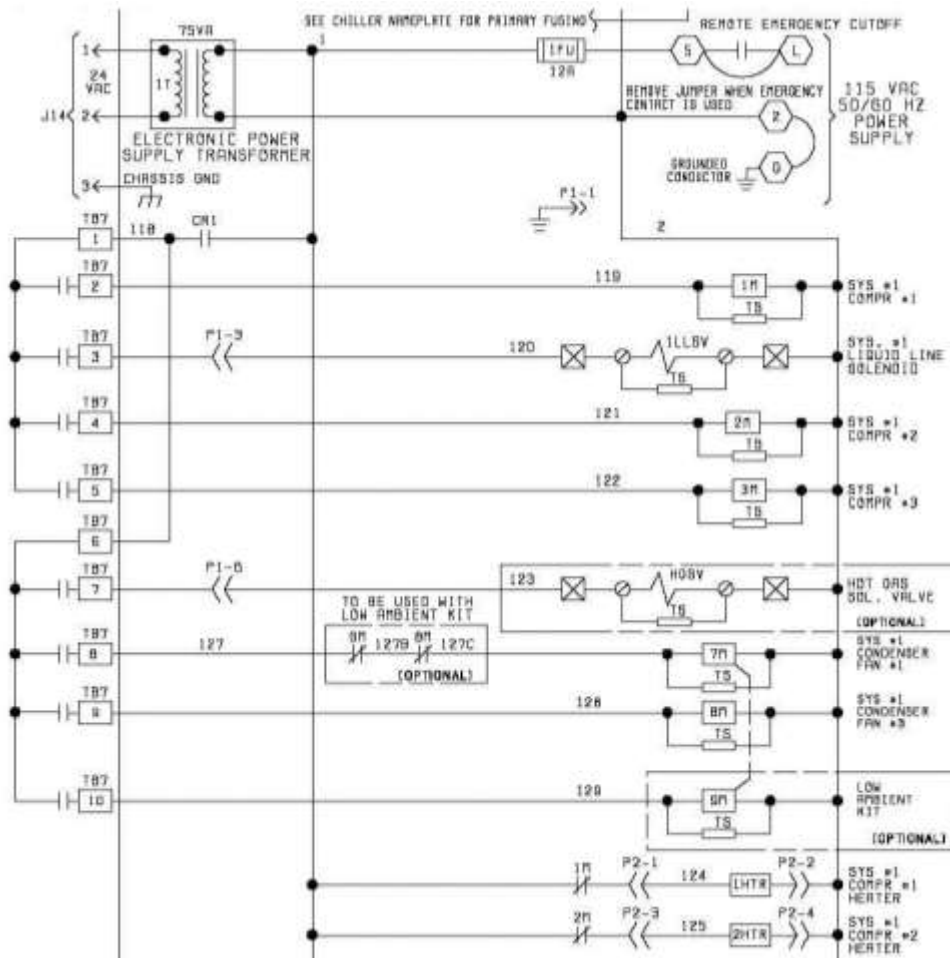 SEE CHILLER NAMEPLATE FOR PRIMARY FUSING
REMOTE EMERGENCY CUTOFF
75VA
1
1
1FU
12A
S
L
24
VAC
1T
J14
2
REMOVE JUMPER WHEN EMERGENCY
CONTACT IS USED
2
115 VAC
50/60 HZ
POWER
SUPPLY
ELECTRONIC POWER
SUPPLY TRANSFORMER
GROUNDED
CONDUCTOR
G
3
CHASSIS GND
P1-1
TB7
1
118
CR1
2
TB7
2
119
1M
TS
SYS #1
COMPR #1
TB7
3
P1-3
120
1LLSV
TS
SYS. #1
LIQUID LINE
SOLENOID
TB7
4
121
2M
TS
SYS #1
COMPR #2
TB7
5
122
3M
TS
SYS #1
COMPR #3
TB7
6
TB7
7
P1-6
123
HGSV
TS
HOT GAS
SOL. VALVE
(OPTIONAL)
TO BE USED WITH
LOW AMBIENT KIT
TB7
8
127
127B
127C
(OPTIONAL)
7M
TS
SYS #1
CONDENSER
FAN #1
TB7
9
128
8M
TS
SYS #1
CONDENSER
FAN #3
TB7
10
129
9M
TS
LOW
AMBIENT
KIT
(OPTIONAL)
1M
P2-1
124
1HTR
P2-2
SYS #1
COMPR #1
HEATER
2M
P2-3
125
2HTR
P2-4
SYS #1
COMPR #2
HEATER